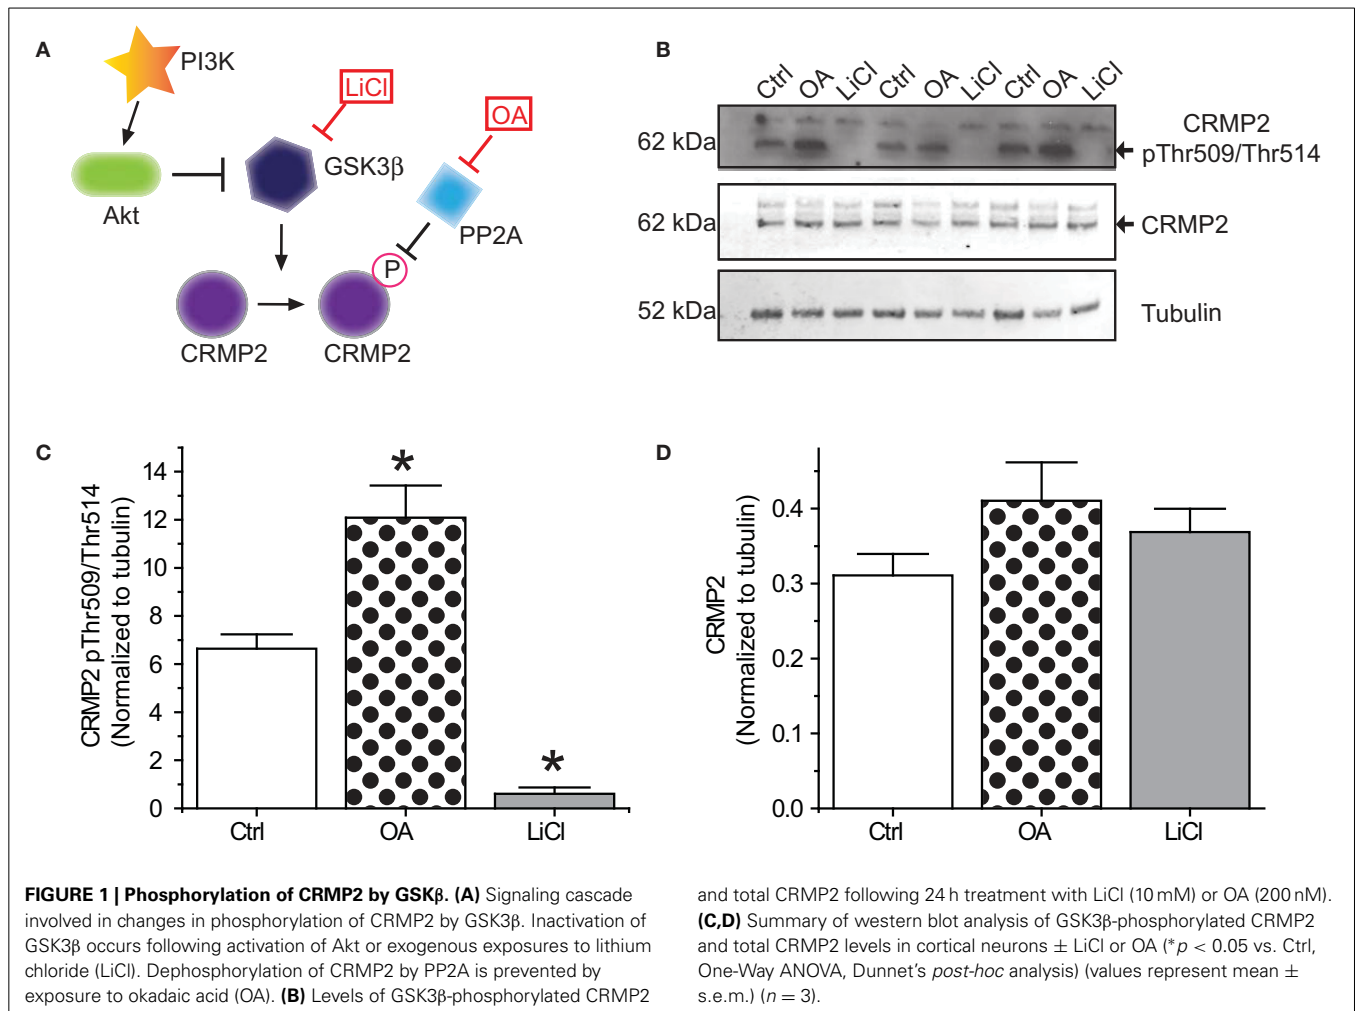 A
PI3K
LiCl
OA
GSK3β
Akt
PP2A
P
CRMP2
CRMP2
B
Ctrl OA LiCl Ctrl OA LiCl Ctrl OA LiCl
62 kDa
CRMP2
pThr509/Thr514
62 kDa
CRMP2
52 kDa
Tubulin
C
CRMP2 pThr509/Thr514
(Normalized to tubulin)
14
12
10
8
6
4
2
0
*
*
Ctrl OA LiCl
D
CRMP2
(Normalized to tubulin)
0.4
0.3
0.2
0.1
0.0
Ctrl OA LiCl
FIGURE 1 | Phosphorylation of CRMP2 by GSKβ. (A) Signaling cascade
involved in changes in phosphorylation of CRMP2 by GSK3β. Inactivation of
GSK3β occurs following activation of Akt or exogenous exposures to lithium
chloride (LiCl). Dephosphorylation of CRMP2 by PP2A is prevented by
exposure to okadaic acid (OA). (B) Levels of GSK3β-phosphorylated CRMP2
and total CRMP2 following 24 h treatment with LiCl (10 mM) or OA (200 nM).
(C,D) Summary of western blot analysis of GSK3β-phosphorylated CRMP2
and total CRMP2 levels in cortical neurons ± LiCl or OA (*p < 0.05 vs. Ctrl,
One-Way ANOVA, Dunnet's post-hoc analysis) (values represent mean ±
s.e.m.) (n = 3).